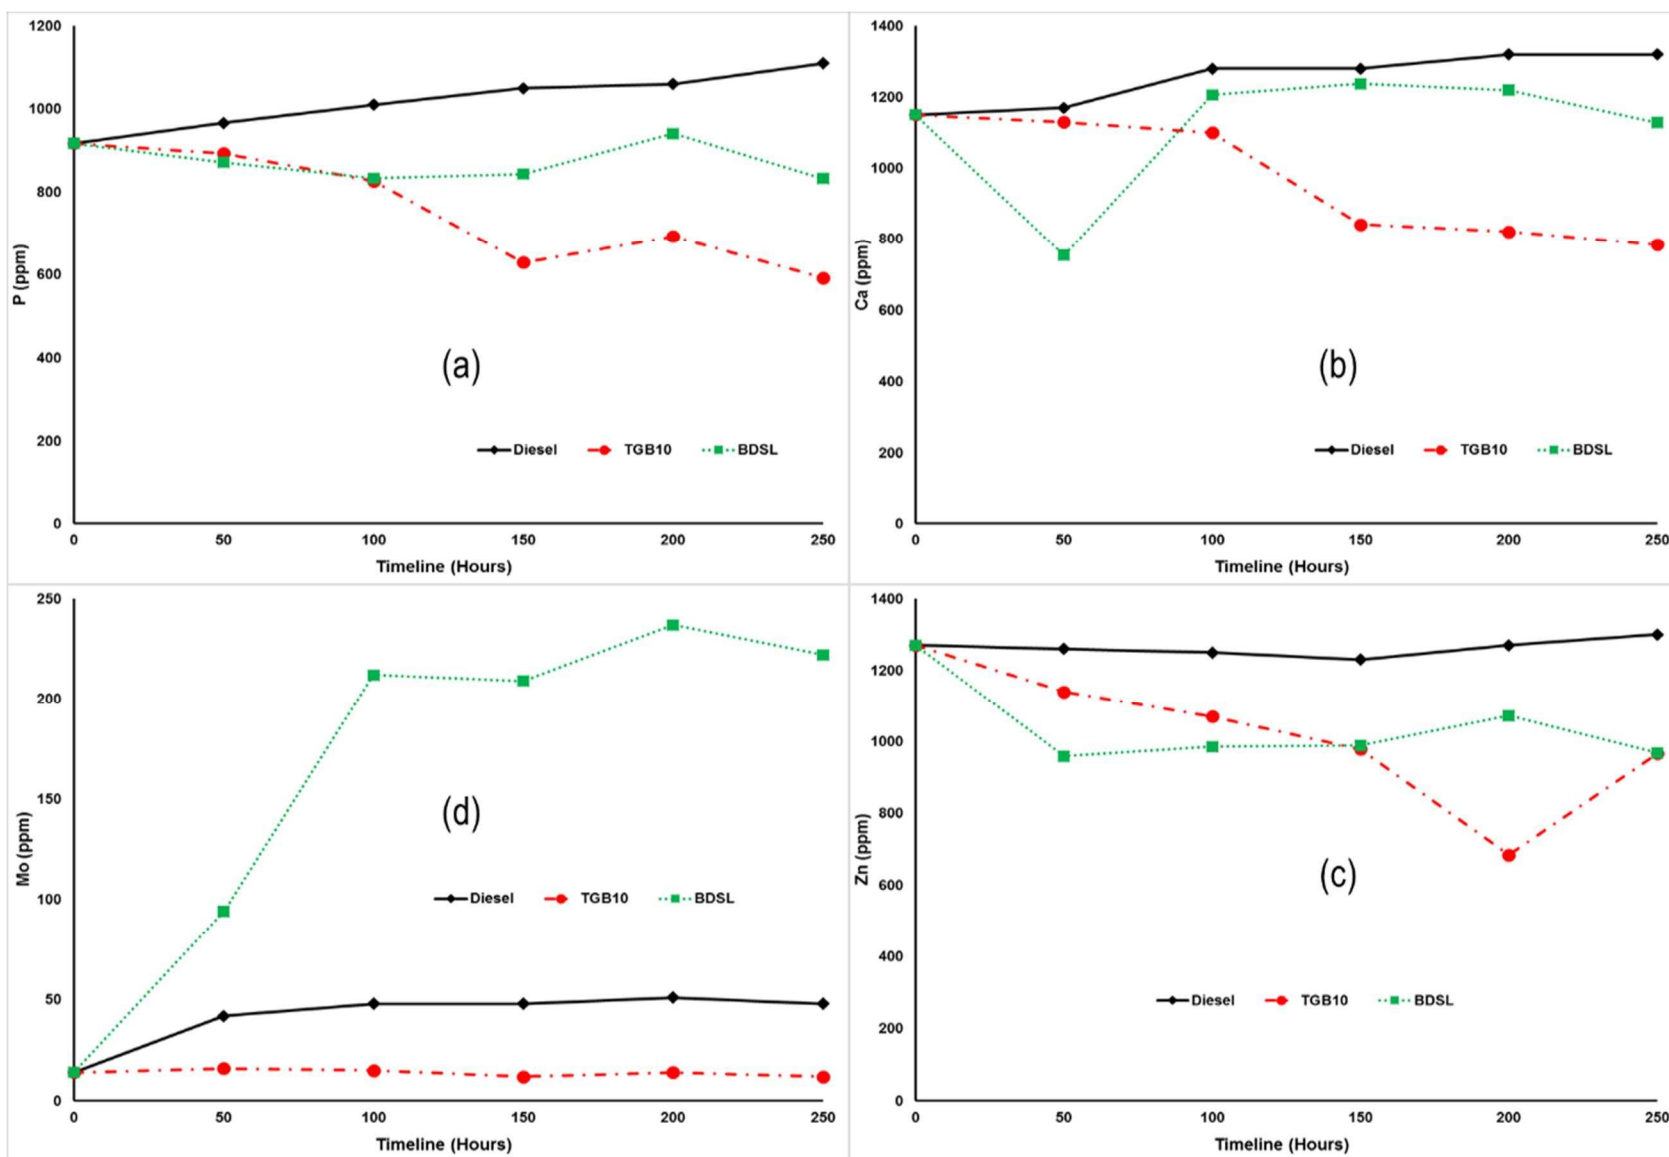 1200
1000
800
600
400
200
0
P (ppm)
(a)
Diesel TGB10 BDSL
0 50 100 150 200 250
Timeline (Hours)
1400
1200
1000
800
600
400
200
0
Ca (ppm)
(b)
Diesel TGB10 BDSL
0 50 100 150 200 250
Timeline (Hours)
250
200
150
100
50
0
Mo (ppm)
(d)
Diesel TGB10 BDSL
0 50 100 150 200 250
Timeline (Hours)
1400
1200
1000
800
600
400
200
0
Zn (ppm)
(c)
Diesel TGB10 BDSL
0 50 100 150 200 250
Timeline (Hours)